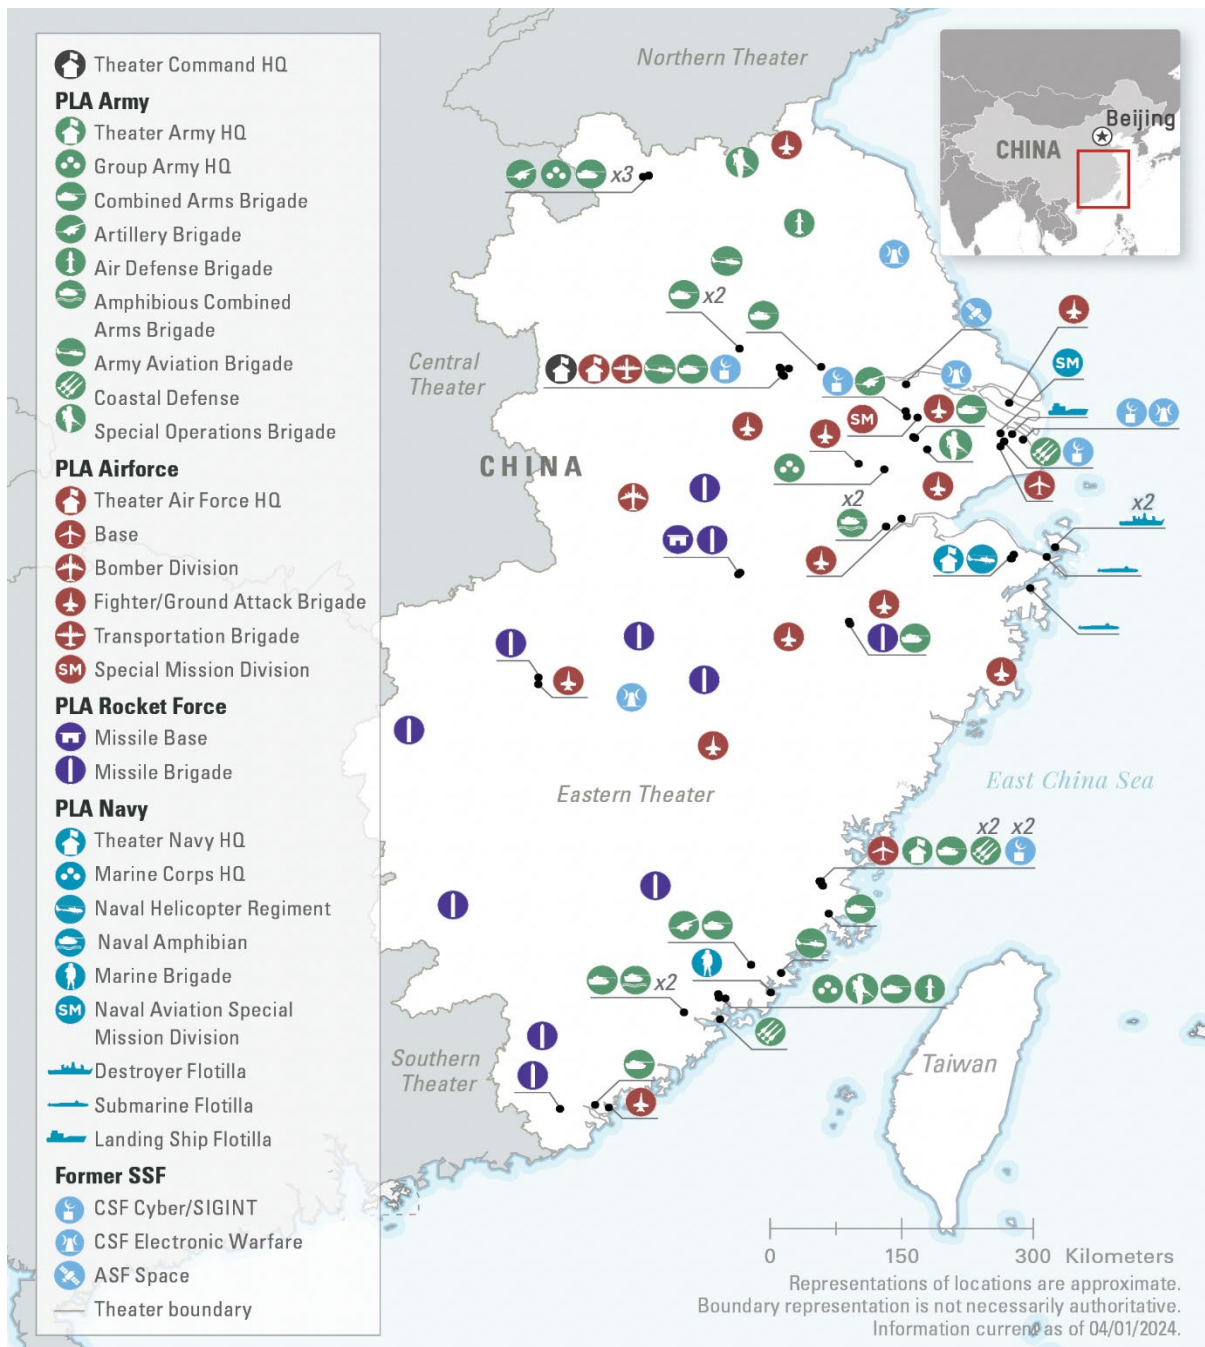 Theater Command HQ
PLA Army
Theater Army HQ
Group Army HQ
Combined Arms Brigade
Artillery Brigade
Air Defense Brigade
Amphibious Combined
Arms Brigade
Army Aviation Brigade
Coastal Defense
Special Operations Brigade
PLA Airforce
Theater Air Force HQ
Base
Bomber Division
Fighter/Ground Attack Brigade
Transportation Brigade
SM Special Mission Division
PLA Rocket Force
Missile Base
Missile Brigade
PLA Navy
Theater Navy HQ
Marine Corps HQ
Naval Helicopter Regiment
Naval Amphibian
Marine Brigade
SM Naval Aviation Special
Mission Division
Destroyer Flotilla
Submarine Flotilla
Landing Ship Flotilla
Former SSF
CSF Cyber/SIGINT
CSF Electronic Warfare
ASF Space
Theater boundary
Northern Theater
Beijing
CHINA
x3
x2
Central
Theater
SM
SM
CHINA
x2
x2
Eastern Theater
East China Sea
x2 x2
x2
Southern
Theater
Taiwan
0 150 300 Kilometers
Representations of locations are approximate.
Boundary representation is not necessarily authoritative.
Information current as of 04/01/2024.